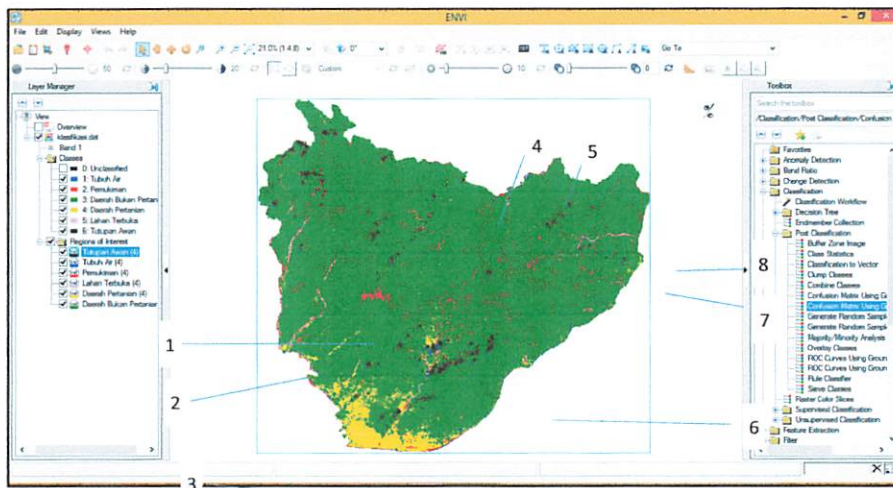 ENVI
File Edit Display Views Help
21.0% (1:4.8)
0°
Go To
50
20
Custom
10
0
Layer Manager
Toolbox
View
Overview
klasifikasi.dat
Band 1
Classes
0: Unclassified
1: Tubuh Air
2: Pemukiman
3: Daerah Bukan Pertan
4: Daerah Pertanian
5: Lahan Terbuka
6: Tutupan Awan
Regions of Interest
Tutupan Awan (4)
Tubuh Air (4)
Pemukiman (4)
Lahan Terbuka (4)
Daerah Pertanian (4)
Daerah Bukan Pertanian
4
5
1
2
3
8
7
6
Search the toolbox
/Classification/Post Classification/Confusion
Favorites
Anomaly Detection
Band Ratio
Change Detection
Classification
Classification Workflow
Decision Tree
Endmember Collection
Post Classification
Buffer Zone Image
Class Statistics
Classification to Vector
Clump Classes
Combine Classes
Confusion Matrix Using Gr
Confusion Matrix Using Gr
Generate Random Sampl
Generate Random Sampl
Majority/Minority Analysis
Overlay Classes
ROC Curves Using Groun
ROC Curves Using Groun
Rule Classifier
Sieve Classes
Raster Color Slices
Supervised Classification
Unsupervised Classification
Feature Extraction
Filter